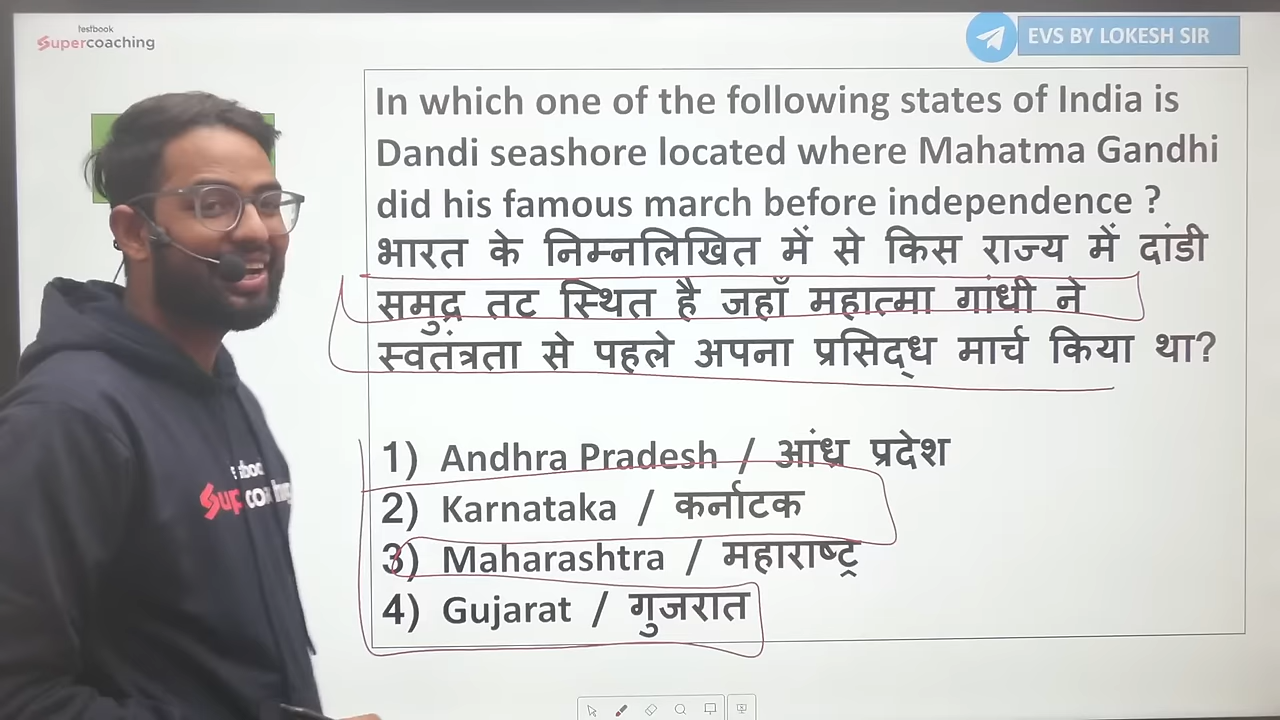 testbook
Supercoaching
EVS BY LOKESH SIR
In which one of the following states of India is
Dandi seashore located where Mahatma Gandhi
did his famous march before independence ?
भारत के निम्नलिखित में से किस राज्य में दांडी
समुद्र तट स्थित है जहाँ महात्मा गांधी ने
स्वतंत्रता से पहले अपना प्रसिद्ध मार्च किया था?
1) Andhra Pradesh / आंध्र प्रदेश
2) Karnataka / कर्नाटक
3) Maharashtra / महाराष्ट्र
4) Gujarat / गुजरात